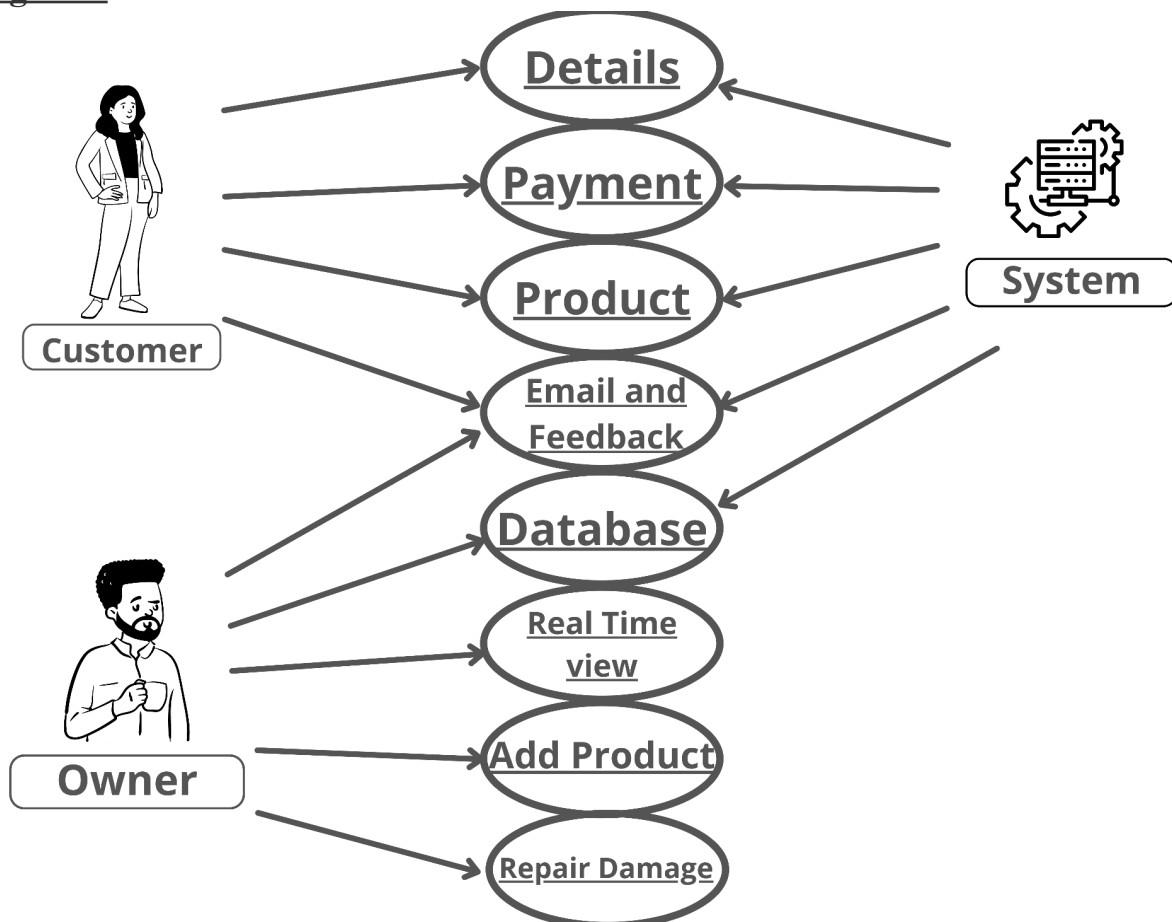 Details
Payment
Product
Email and
Feedback
Database
Real Time
view
Add Product
Repair Damage
Customer
Owner
System